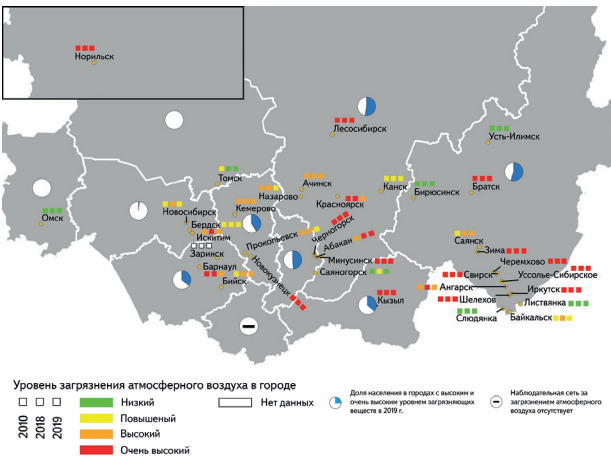 Норильск
Лесосибирск
Усть-Илимск
Томск
Ачинск
Назарово
Канск
Бирюсинск
Братск
Красноярск
Омск
Новосибирск
Кемерово
Бердск
Искитим
Прокопьевск
Черногорск
Абакан
Саянск
Заринск
Зима
Барнаул
Новокузнецк
Минусинск
Черемхово
Бийск
Саяногорск
Свирск
Уссолье-Сибирское
Ангарск
Иркутск
Кызыл
Шелехов
Листвянка
Слюдянка
Байкальск
Уровень загрязнения атмосферного воздуха в городе
2010
2018
2019
Низкий
Повышеный
Высокий
Очень высокий
Нет данных
Доля населения в городах с высоким и
очень высоким уровнем загрязняющих
веществ в 2019 г.
Наблюдательная сеть за
загрязнением атмосферного
воздуха отсутствует